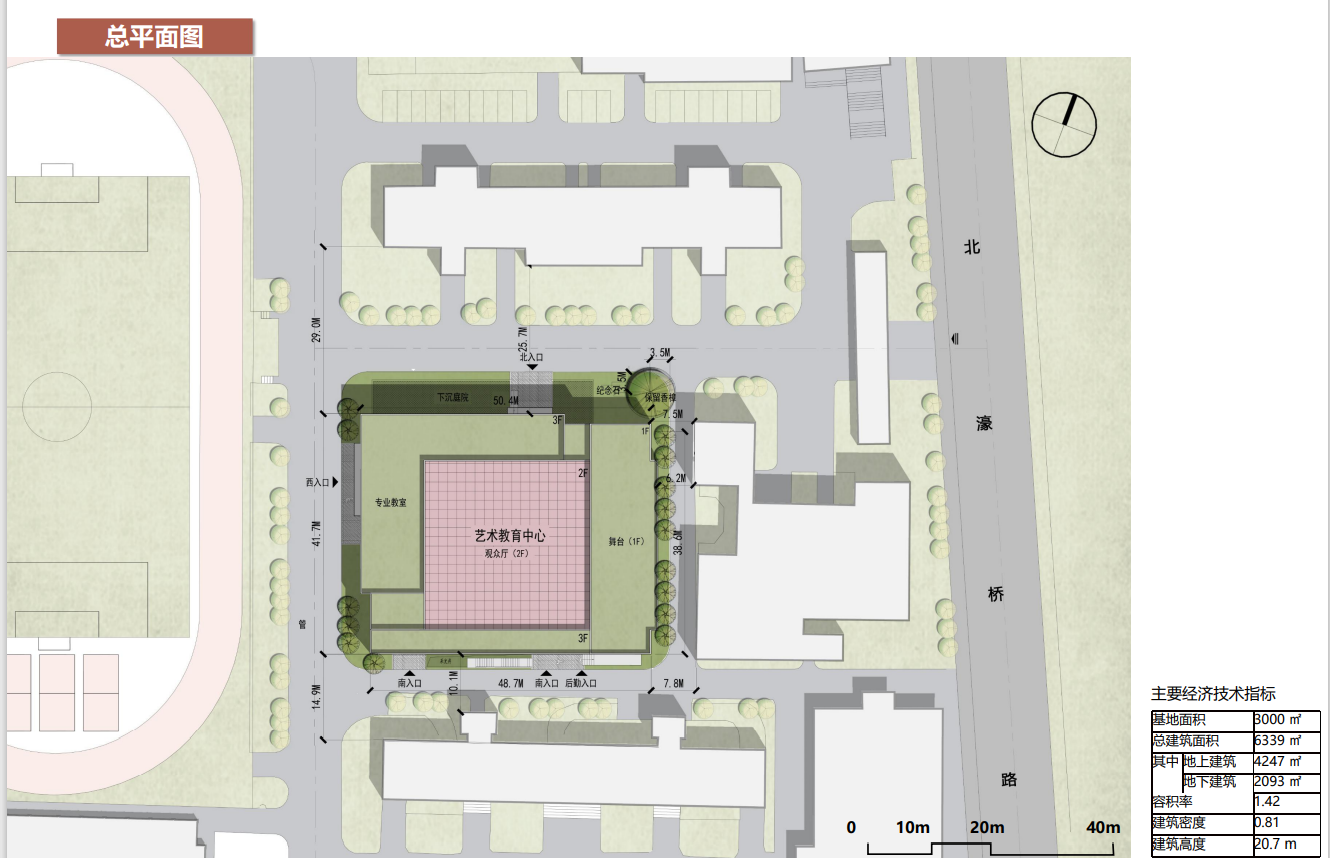 总平面图
北
29.0M
25.7M
北入口
3.5M
纪念石
保留香樟
下沉庭院
50.4M
7.5M
3F
1F
濠
2F
西入口
6.2M
专业教室
艺术教育中心
观众厅（2F）
舞台（1F）
41.7M
38.6M
桥
3F
南入口
10.1M
48.7M
南入口
后勤入口
7.8M
14.9M
路
0 10m 20m 40m
主要经济技术指标
基地面积 3000 ㎡
总建筑面积 6339 ㎡
其中 地上建筑 4247 ㎡
地下建筑 2093 ㎡
容积率 1.42
建筑密度 0.81
建筑高度 20.7 m